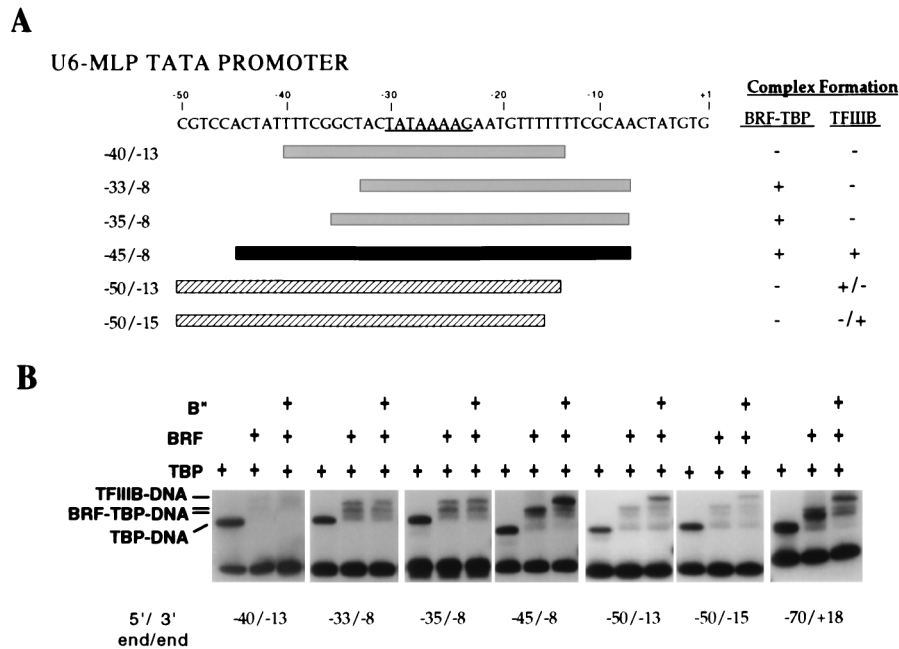 A
U6-MLP TATA PROMOTER
Complex Formation
-50 -40 -30 -20 -10 +1
BRF-TBP TFIIIB
CGTCCACTATTTTCGGCTACTATAAAAGAATGTTTTTTTCGCAACTATGTG
-40/-13 - -
-33/-8 + -
-35/-8 + -
-45/-8 + +
-50/-13 - +/-
-50/-15 - -/+
B
B" + + + + + + +
BRF + + + + + + + + + + + + + +
TBP + + + + + + + + + + + + + + + + + + + + +
TFIIIB-DNA
BRF-TBP-DNA
TBP-DNA
5'/ 3' -40/-13 -33/-8 -35/-8 -45/-8 -50/-13 -50/-15 -70/+18
end/end